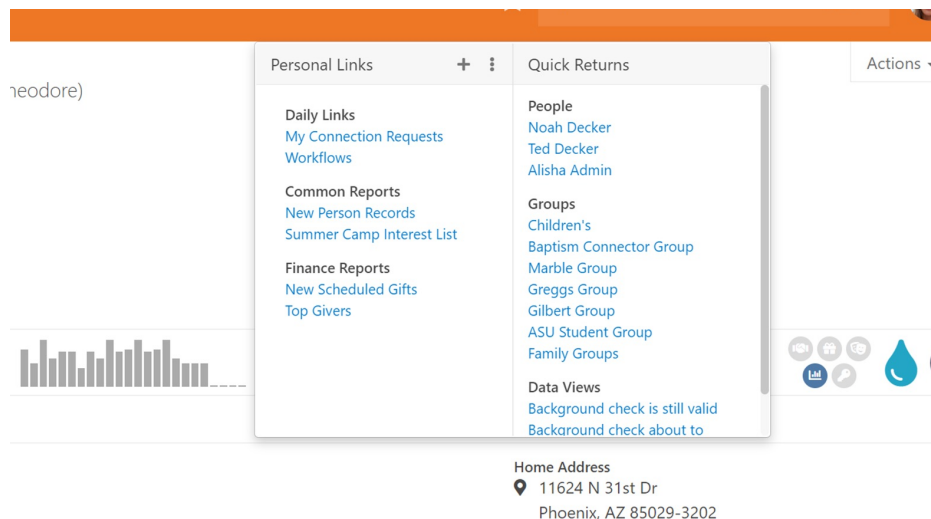 Personal Links
Quick Returns
Actions
heodore)
Daily Links
My Connection Requests
Workflows
Common Reports
New Person Records
Summer Camp Interest List
Finance Reports
New Scheduled Gifts
Top Givers
People
Noah Decker
Ted Decker
Alisha Admin
Groups
Children's
Baptism Connector Group
Marble Group
Greggs Group
Gilbert Group
ASU Student Group
Family Groups
Data Views
Background check is still valid
Background check about to
Home Address
11624 N 31st Dr
Phoenix, AZ 85029-3202